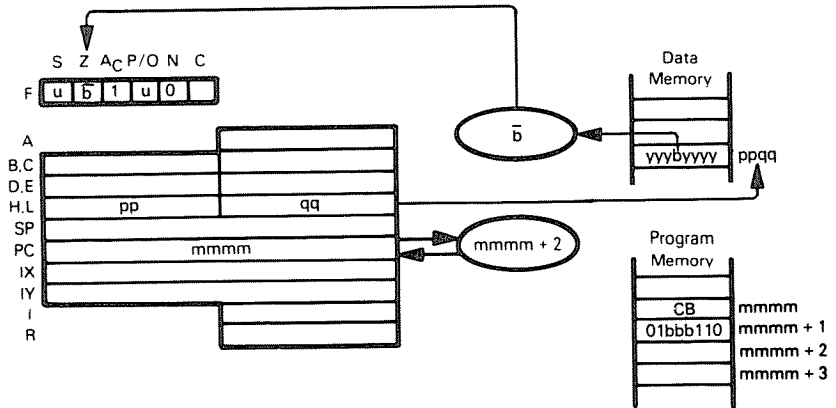 S Z AC P/O N C
F u b̄ 1 u 0
Data
Memory
b̄
yyybyyyy ppqq
A
B,C
D,E
H,L pp qq
SP
PC mmmm
IX
IY
I
R
mmmm + 2
Program
Memory
CB mmmm
01bbb110 mmmm + 1
mmmm + 2
mmmm + 3